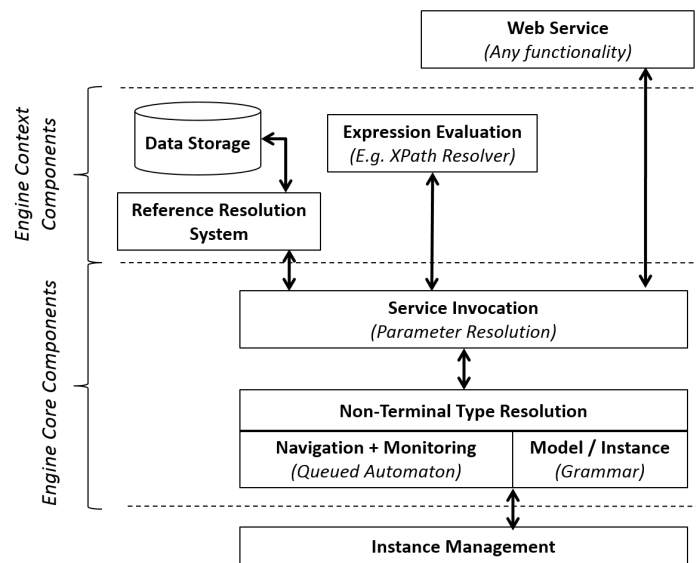 Web Service
(Any functionality)
Engine Context
Components
Data Storage
Expression Evaluation
(E.g. XPath Resolver)
Reference Resolution
System
Engine Core Components
Service Invocation
(Parameter Resolution)
Non-Terminal Type Resolution
Navigation + Monitoring
(Queued Automaton)
Model / Instance
(Grammar)
Instance Management